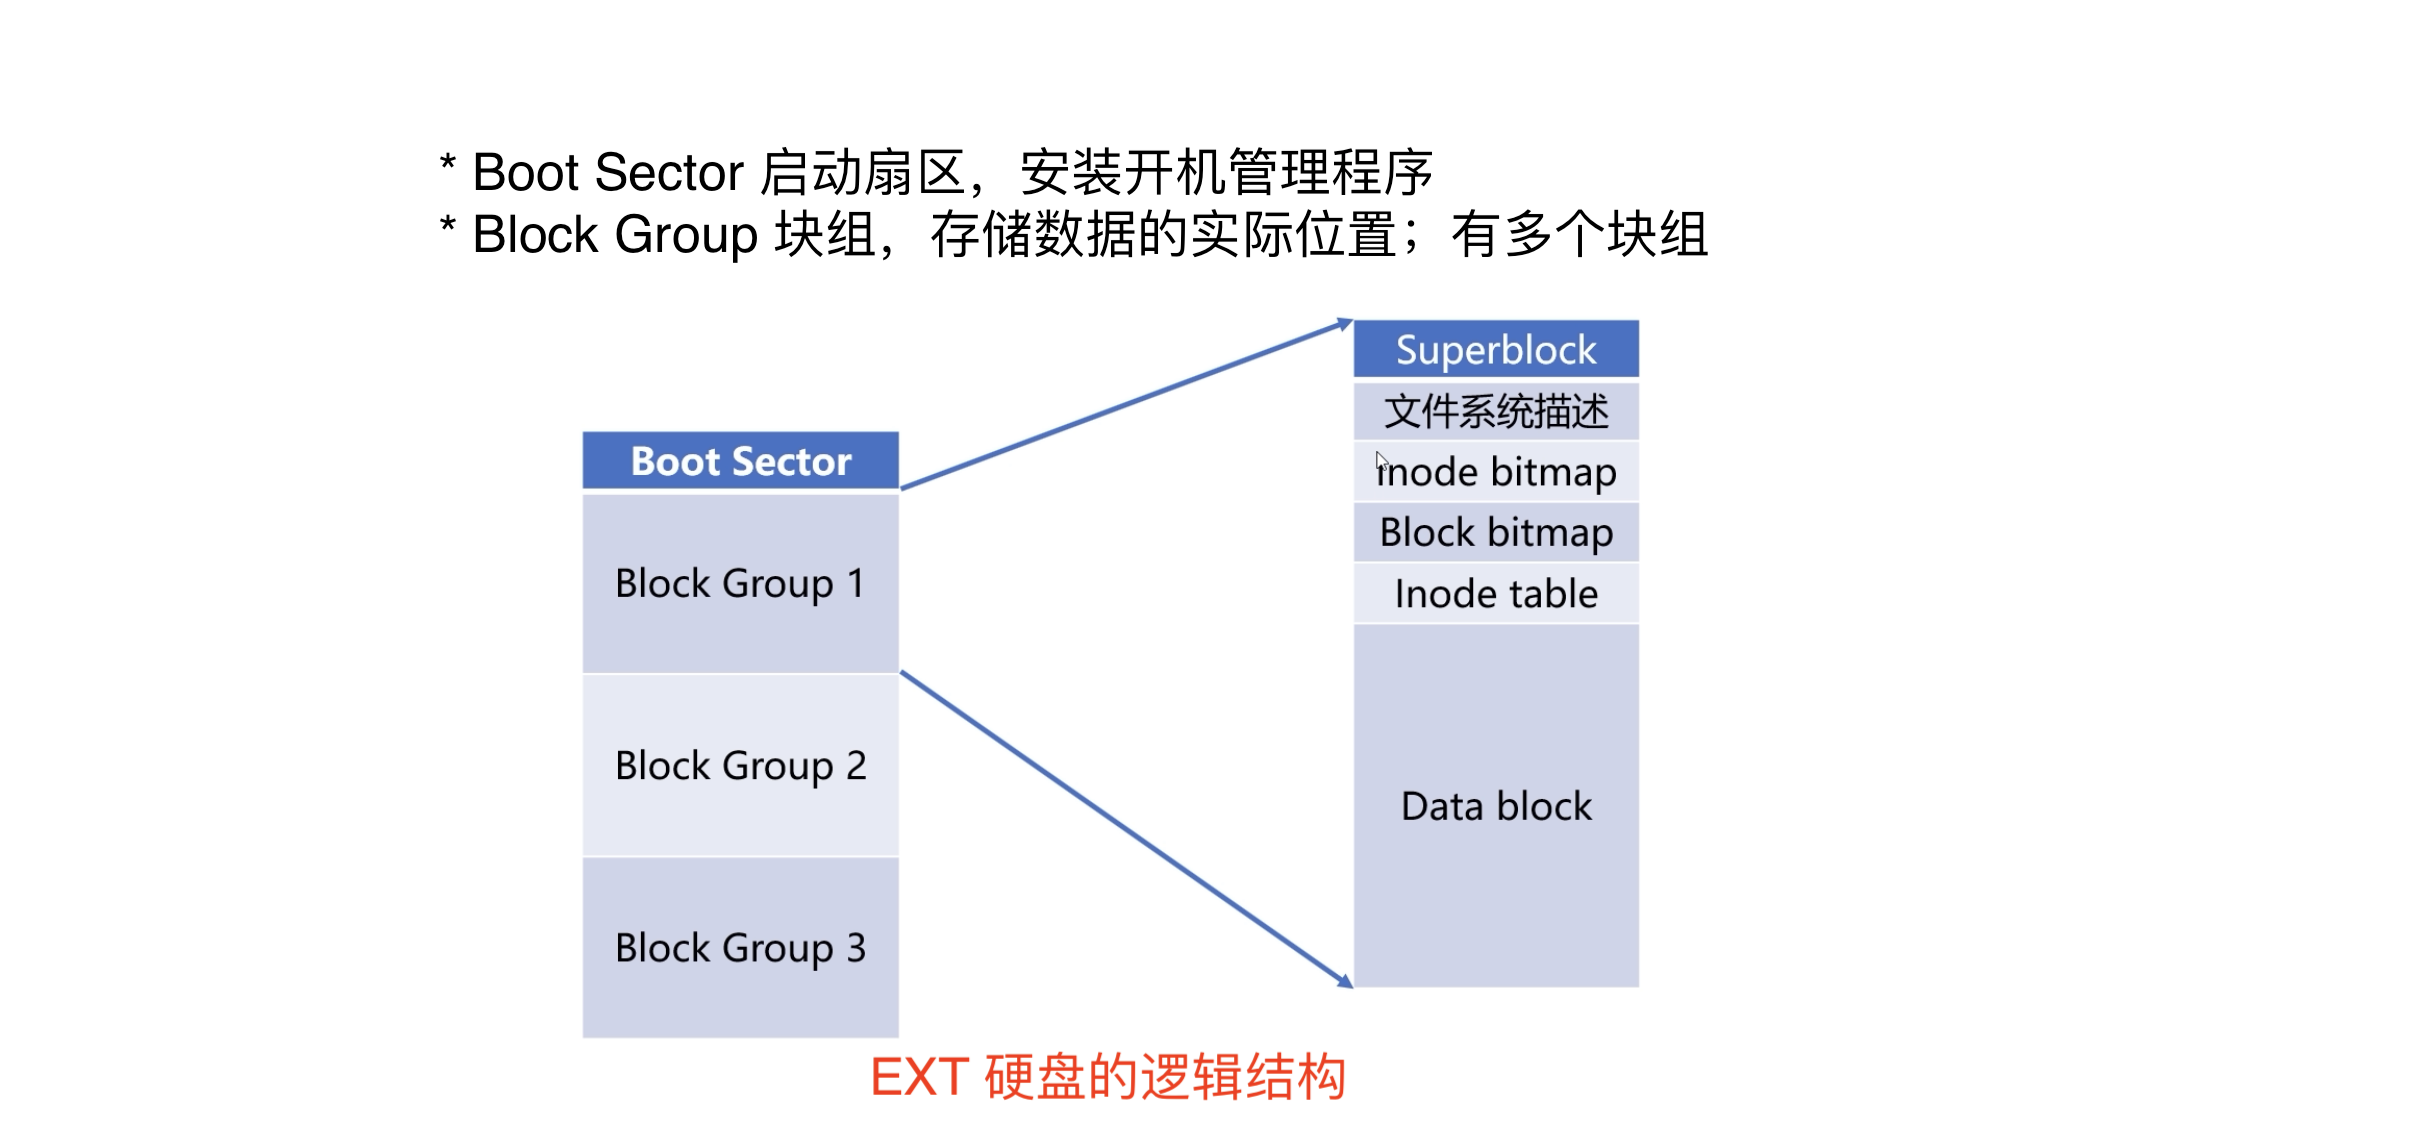 * Boot Sector 启动扇区，安装开机管理程序
* Block Group 块组，存储数据的实际位置；有多个块组
Boot Sector
Block Group 1
Block Group 2
Block Group 3
Superblock
文件系统描述
Inode bitmap
Block bitmap
Inode table
Data block
EXT 硬盘的逻辑结构